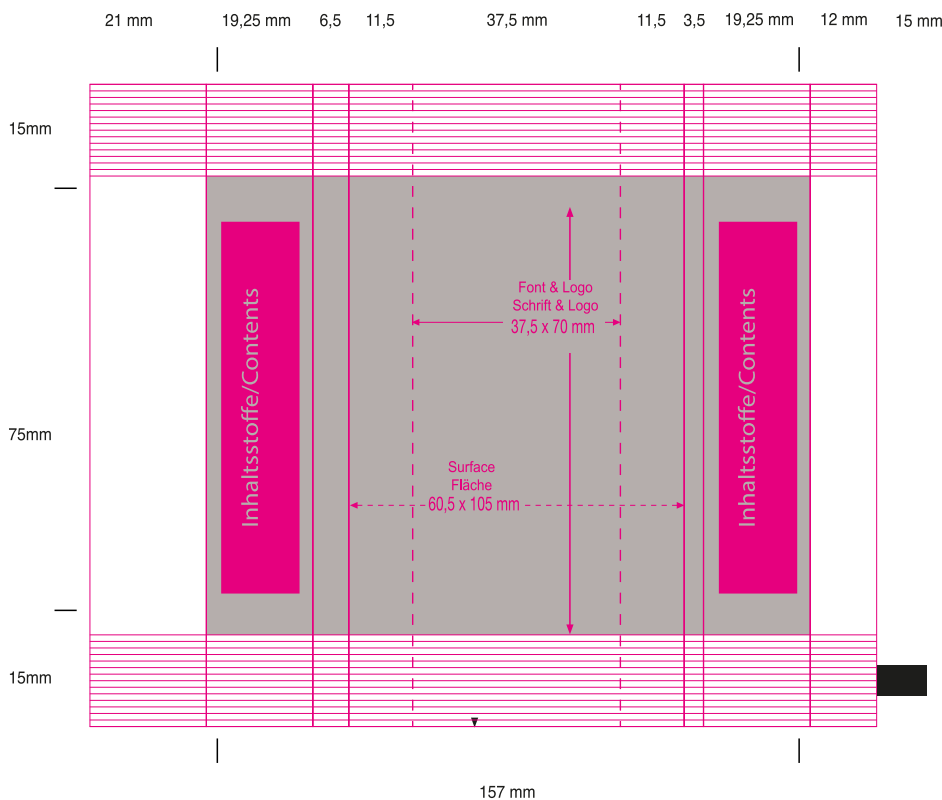 21 mm 19,25 mm 6,5 11,5 37,5 mm 11,5 3,5 19,25 mm 12 mm 15 mm
15mm
Font & Logo
Schrift & Logo
37,5 x 70 mm
Inhaltsstoffe/Contents
Inhaltsstoffe/Contents
75mm
Surface
Fläche
60,5 x 105 mm
15mm
157 mm